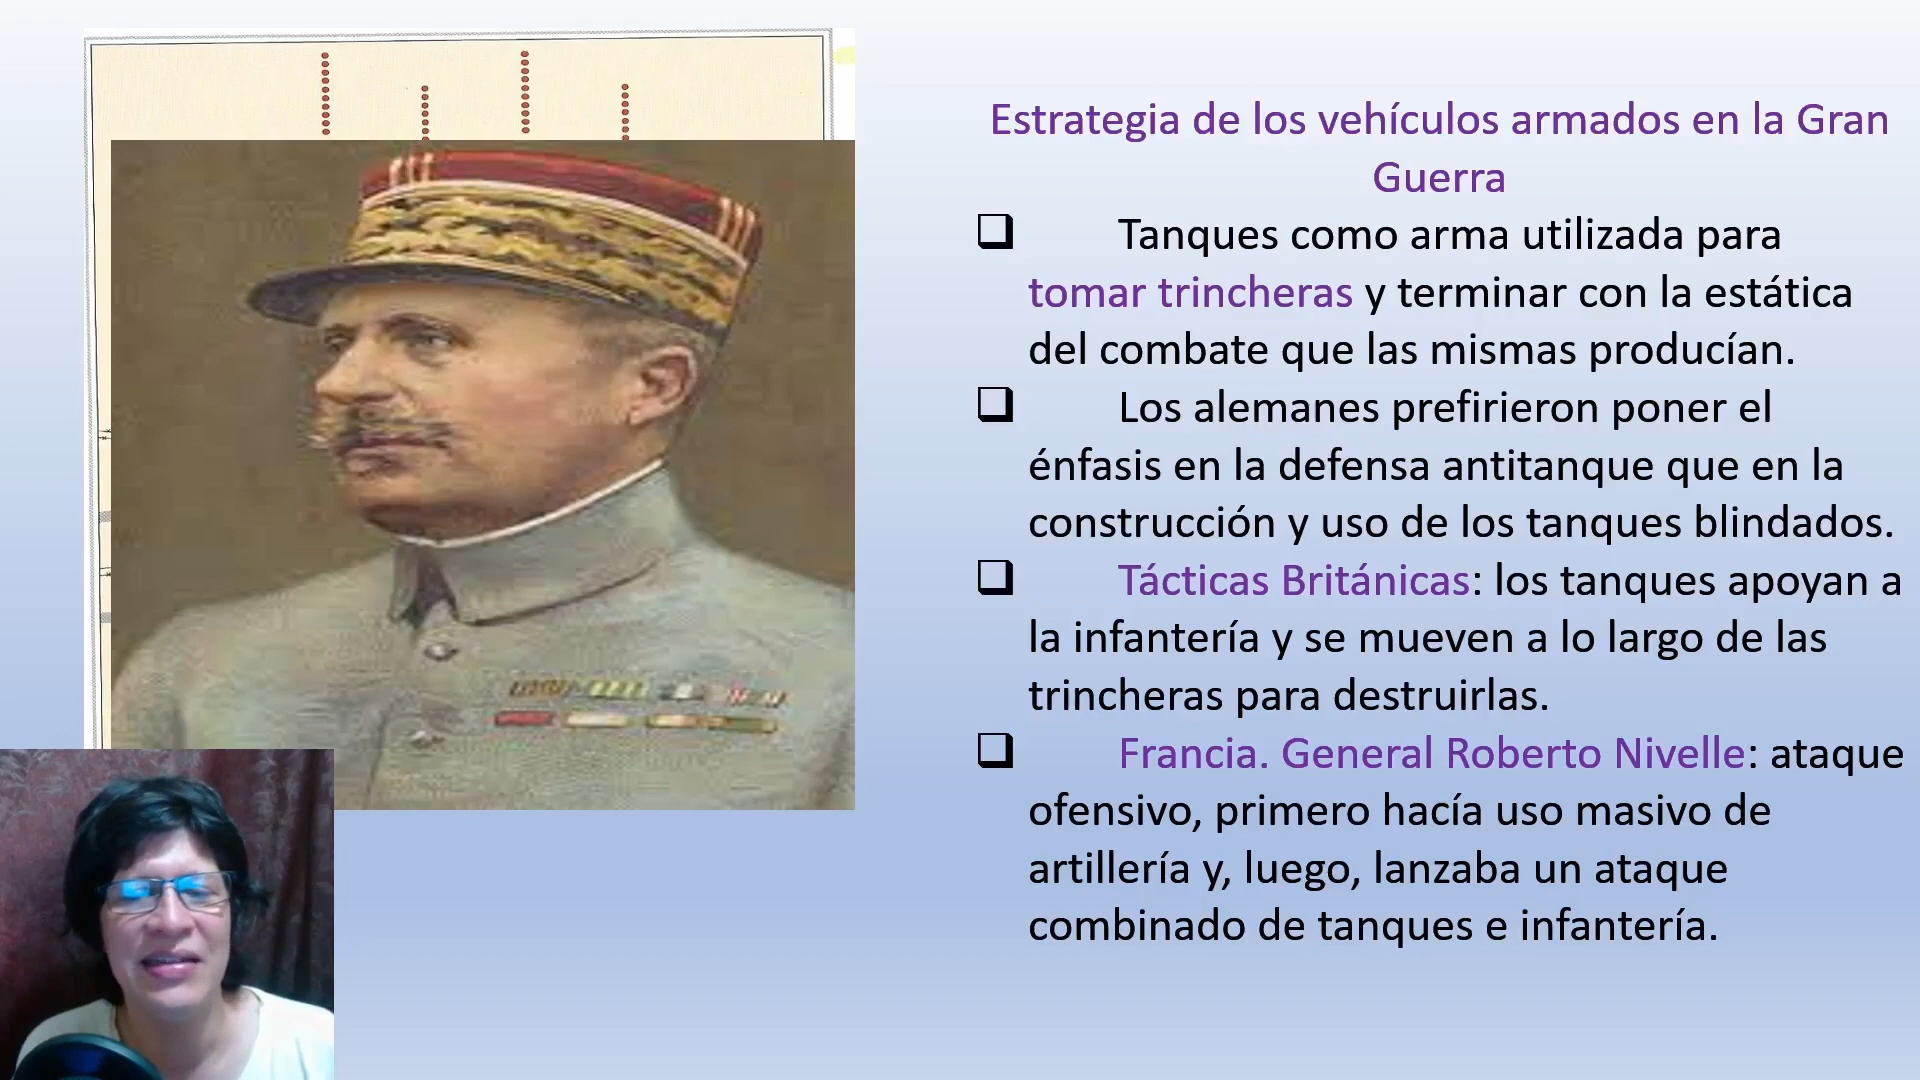 Estrategia de los vehículos armados en la Gran
Guerra
Tanques como arma utilizada para
tomar trincheras y terminar con la estática
del combate que las mismas producían.
Los alemanes prefirieron poner el
énfasis en la defensa antitanque que en la
construcción y uso de los tanques blindados.
Tácticas Británicas: los tanques apoyan a
la infantería y se mueven a lo largo de las
trincheras para destruirlas.
Francia. General Roberto Nivelle: ataque
ofensivo, primero hacía uso masivo de
artillería y, luego, lanzaba un ataque
combinado de tanques e infantería.